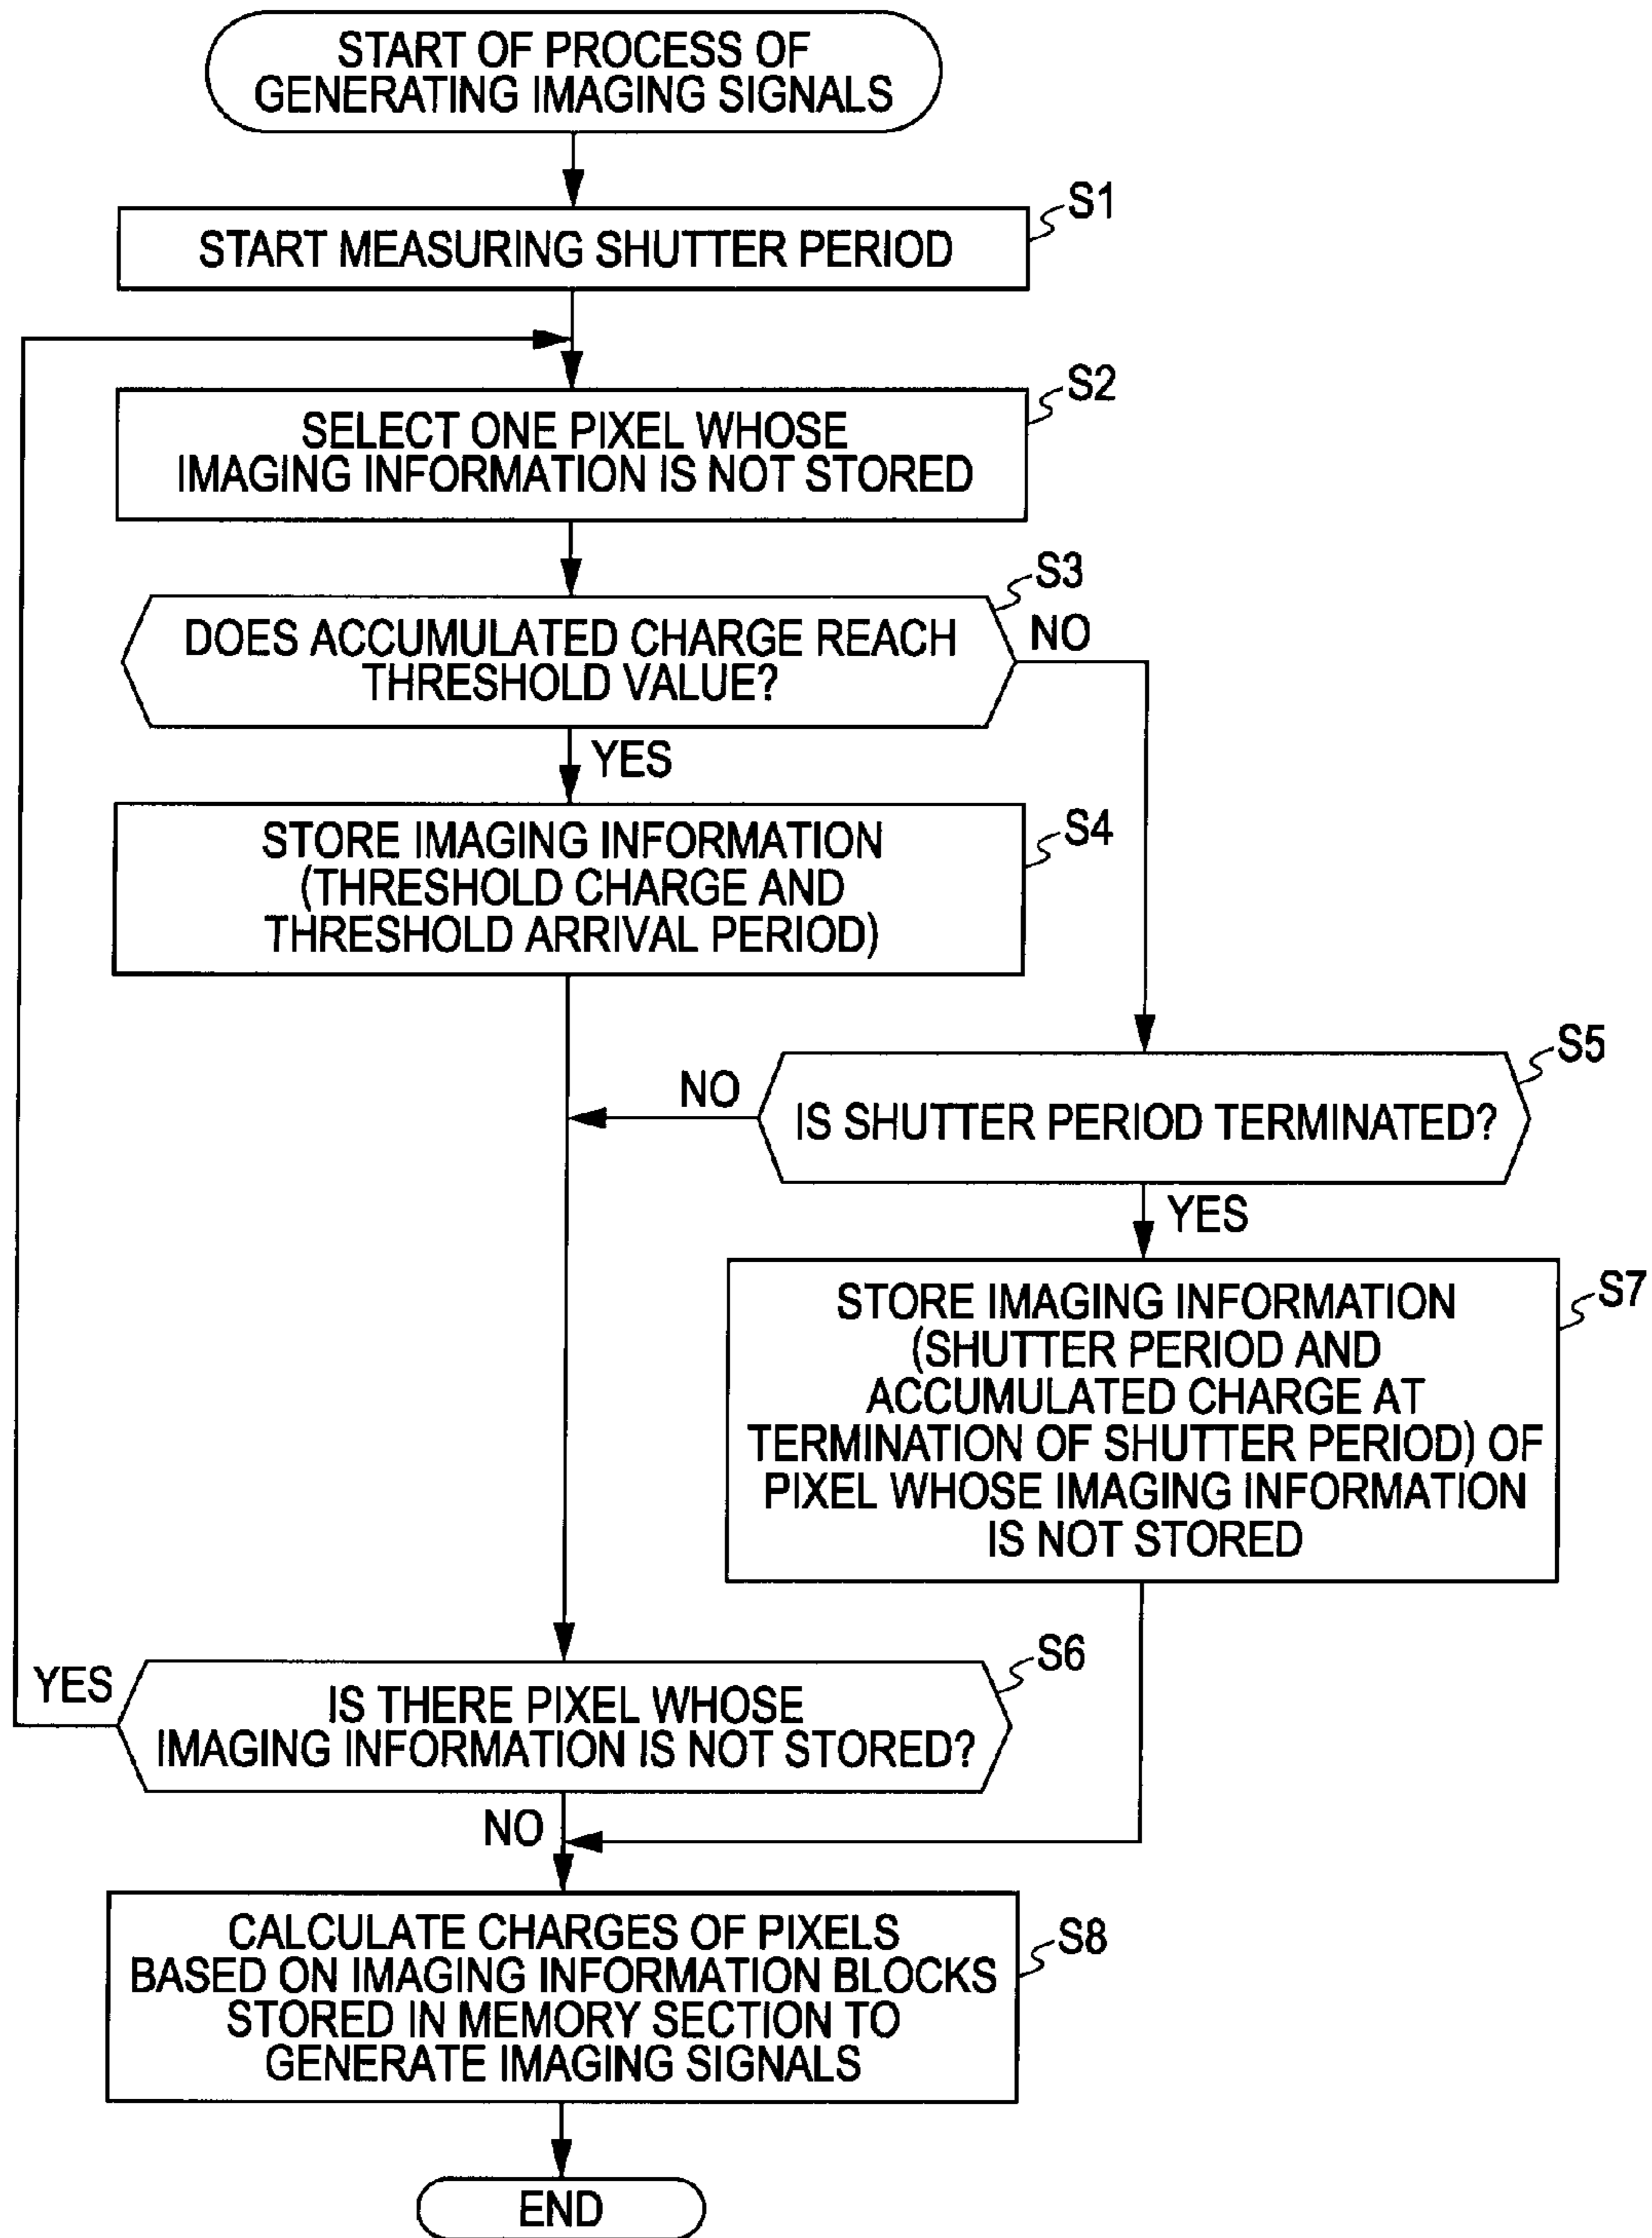 START OF PROCESS OF
GENERATING IMAGING SIGNALS
S1
START MEASURING SHUTTER PERIOD
S2
SELECT ONE PIXEL WHOSE
IMAGING INFORMATION IS NOT STORED
S3
DOES ACCUMULATED CHARGE REACH
THRESHOLD VALUE?
NO
YES
S4
STORE IMAGING INFORMATION
(THRESHOLD CHARGE AND
THRESHOLD ARRIVAL PERIOD)
S5
NO
IS SHUTTER PERIOD TERMINATED?
YES
S7
STORE IMAGING INFORMATION
(SHUTTER PERIOD AND
ACCUMULATED CHARGE AT
TERMINATION OF SHUTTER PERIOD) OF
PIXEL WHOSE IMAGING INFORMATION
IS NOT STORED
S6
YES
IS THERE PIXEL WHOSE
IMAGING INFORMATION IS NOT STORED?
NO
S8
CALCULATE CHARGES OF PIXELS
BASED ON IMAGING INFORMATION BLOCKS
STORED IN MEMORY SECTION TO
GENERATE IMAGING SIGNALS
END